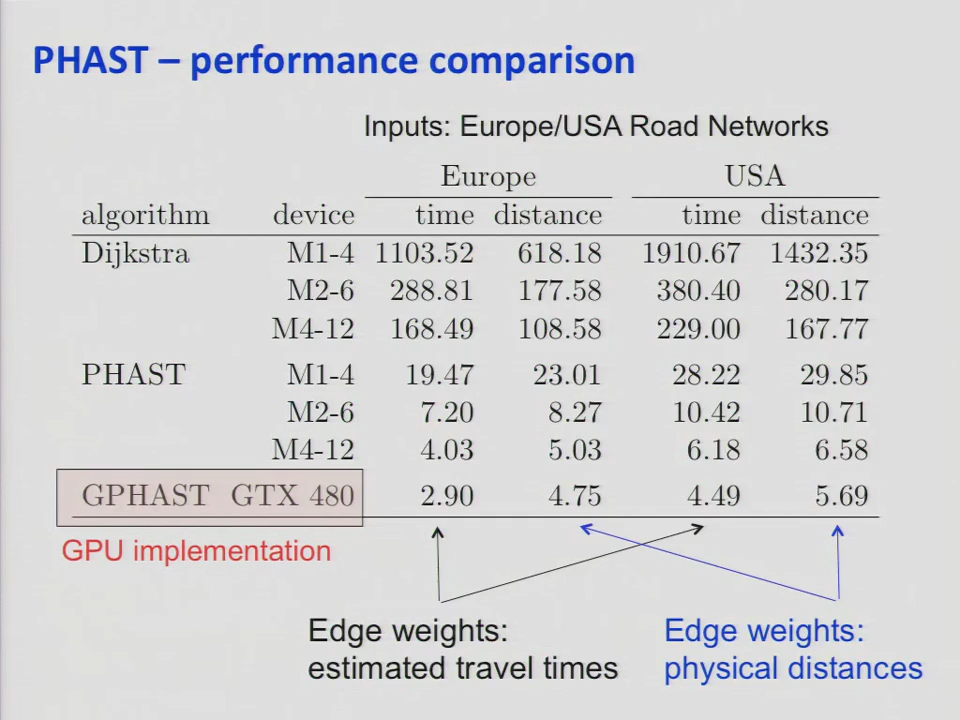 PHAST – performance comparison
Inputs: Europe/USA Road Networks
Europe USA
algorithm device time distance time distance
Dijkstra M1-4 1103.52 618.18 1910.67 1432.35
M2-6 288.81 177.58 380.40 280.17
M4-12 168.49 108.58 229.00 167.77
PHAST M1-4 19.47 23.01 28.22 29.85
M2-6 7.20 8.27 10.42 10.71
M4-12 4.03 5.03 6.18 6.58
GPHAST GTX 480 2.90 4.75 4.49 5.69
GPU implementation
Edge weights:
estimated travel times
Edge weights:
physical distances